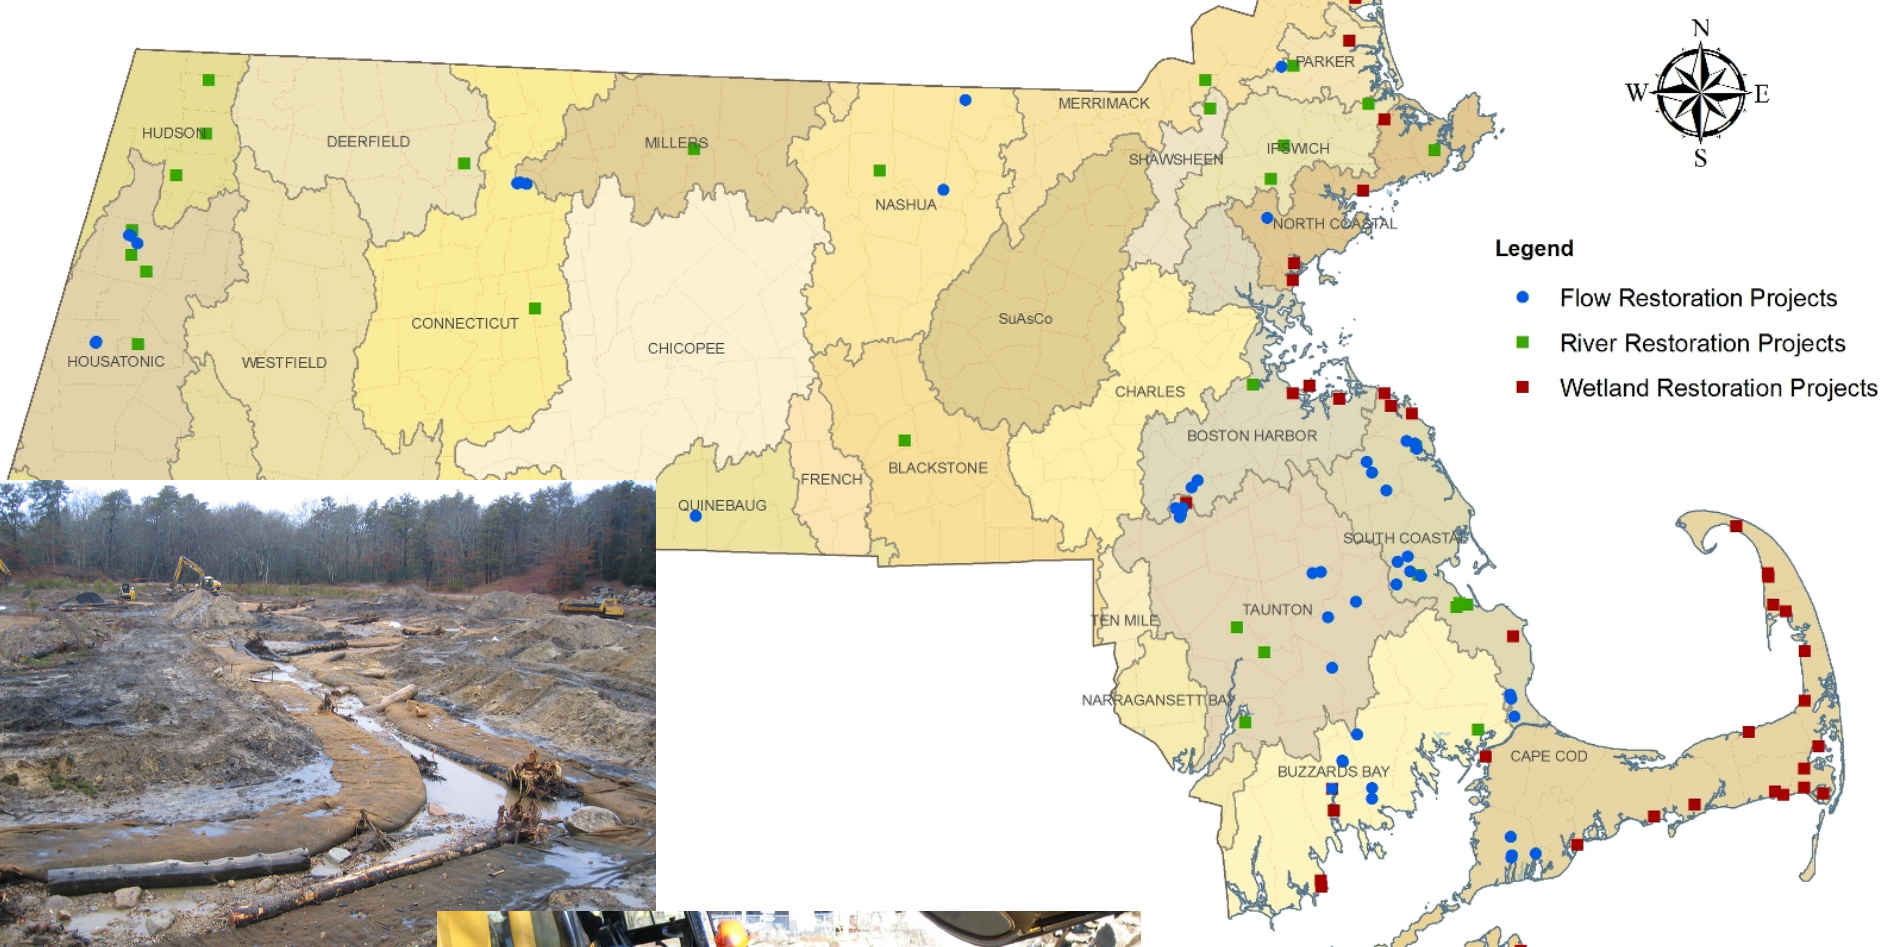 N
W E
S
PARKER
MERRIMACK
HUDSON
DEERFIELD
MILLERS
SHAWSHEEN
IPSWICH
NASHUA
NORTH COASTAL
Legend
Flow Restoration Projects
River Restoration Projects
Wetland Restoration Projects
SuAsCo
CONNECTICUT
CHICOPEE
HOUSATONIC
WESTFIELD
CHARLES
BOSTON HARBOR
BLACKSTONE
FRENCH
QUINEBAUG
SOUTH COASTAL
TAUNTON
TEN MILE
NARRAGANSETT BAY
CAPE COD
BUZZARDS BAY